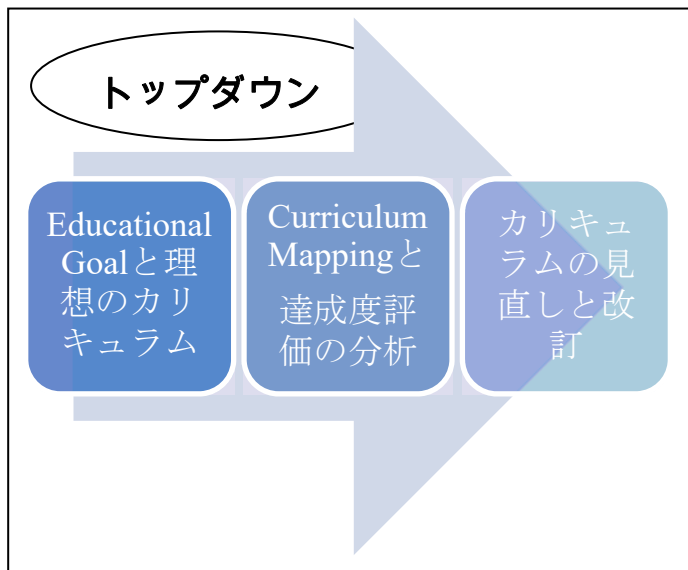 トップダウン
Educational
Goalと理
想のカリ
キュラム
Curriculum
Mappingと
達成度評
価の分析
カリキュ
ラムの見
直しと改
訂